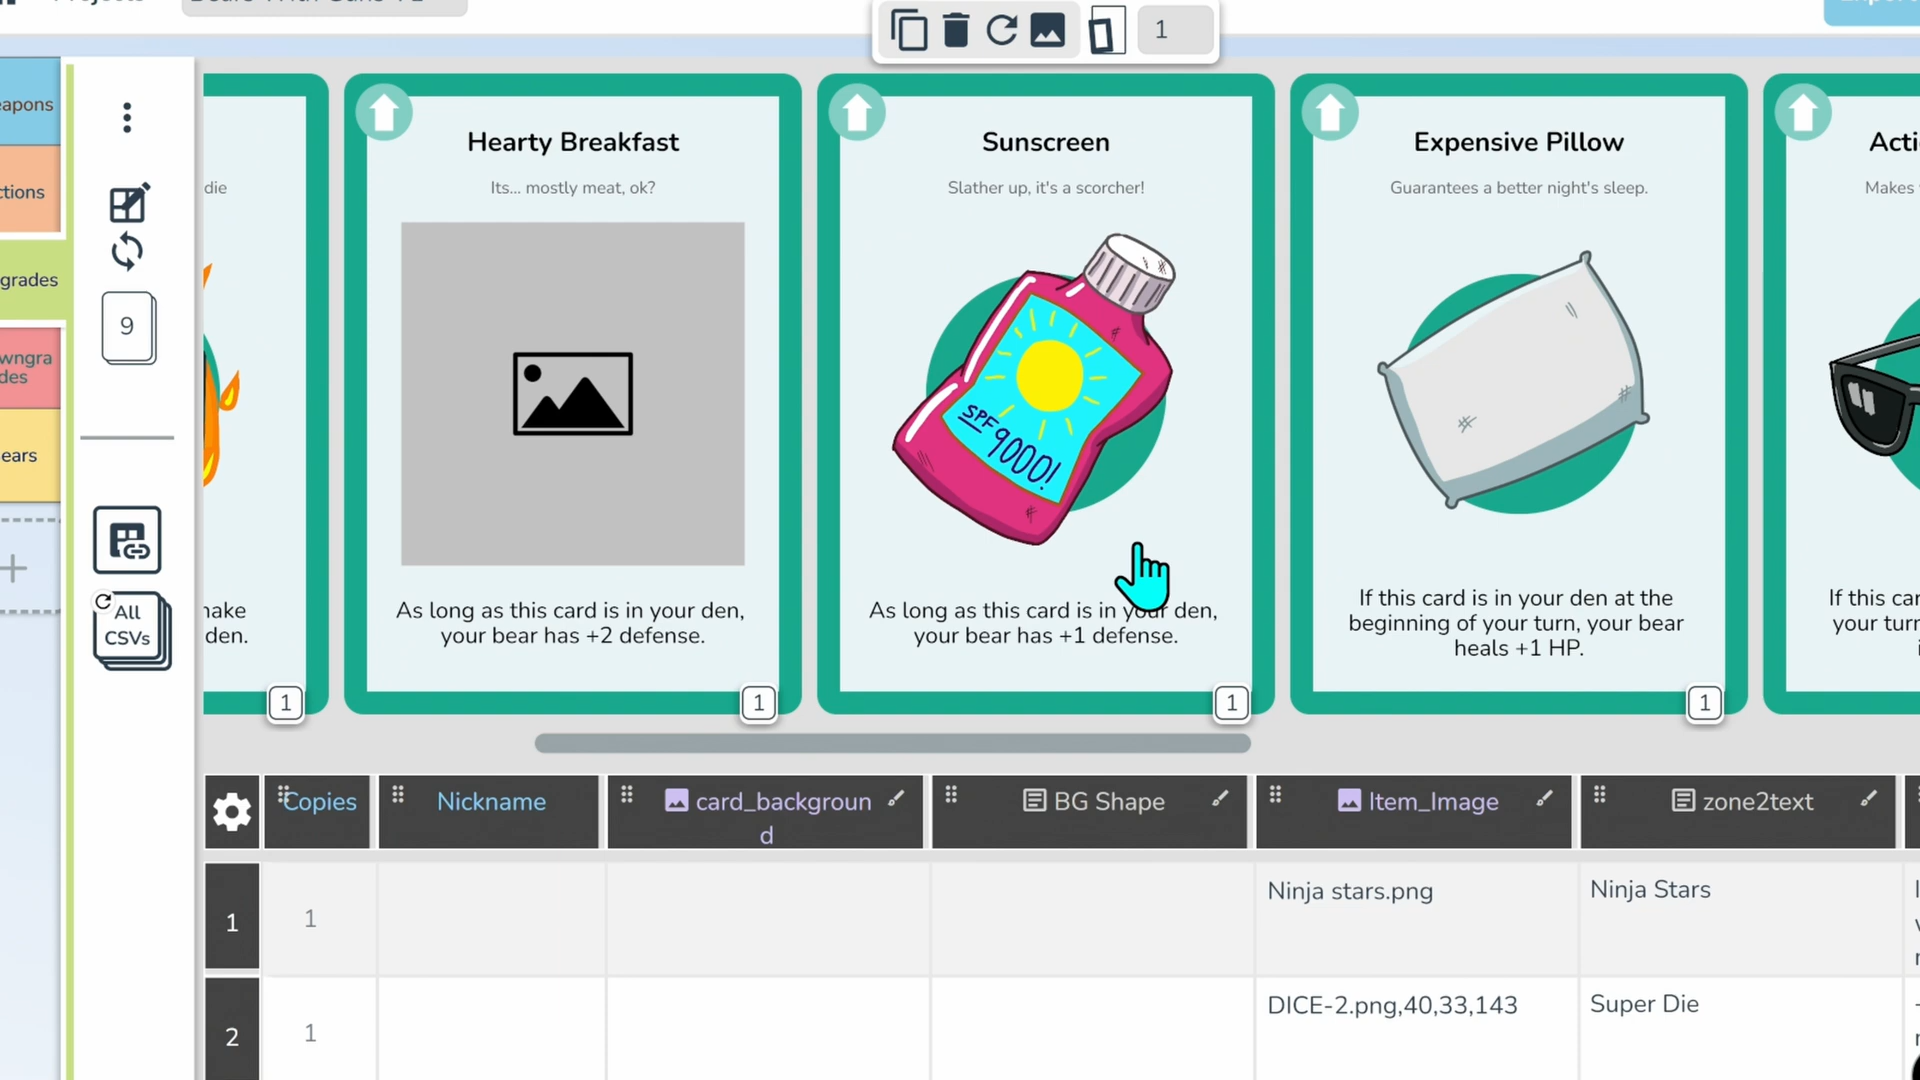 1
eapons
ctions
grades
wngra
des
ears
9
All
CSVs
die
nake
den.
1
Hearty Breakfast
Its... mostly meat, ok?
As long as this card is in your den,
your bear has +2 defense.
1
Sunscreen
Slather up, it's a scorcher!
SPF
9000!
As long as this card is in your den,
your bear has +1 defense.
1
Expensive Pillow
Guarantees a better night's sleep.
If this card is in your den at the
beginning of your turn, your bear
heals +1 HP.
1
Acti
Makes
If this car
your turn
Copies Nickname card_backgroun BG Shape Item_Image zone2text
d
1 1 Ninja stars.png Ninja Stars
2 1 DICE-2.png,40,33,143 Super Die